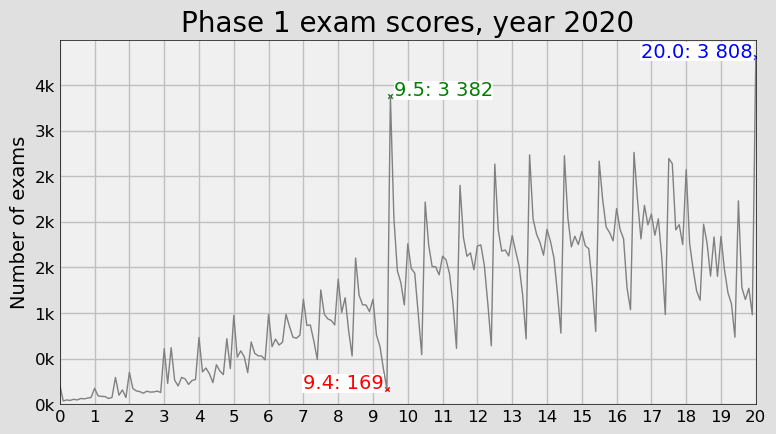 Phase 1 exam scores, year 2020
20.0: 3 808
9.5: 3 382
9.4: 169
Number of exams
4k
3k
2k
2k
2k
1k
0k
0k
0 1 2 3 4 5 6 7 8 9 10 11 12 13 14 15 16 17 18 19 20